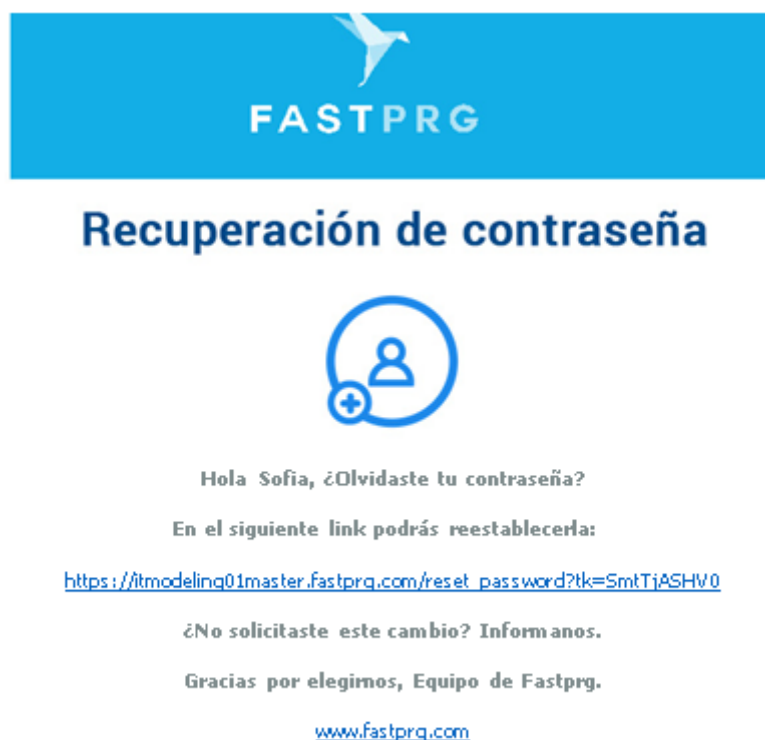 FASTPRG
Recuperación de contraseña
Hola Sofia, ¿Olvidaste tu contraseña?
En el siguiente link podrás reestablecerla:
https://itmodeling01master.fastprg.com/reset_password?tk=SmtTjASHV0
¿No solicitaste este cambio? Informanos.
Gracias por elegirnos, Equipo de Fastprg.
www.fastprg.com